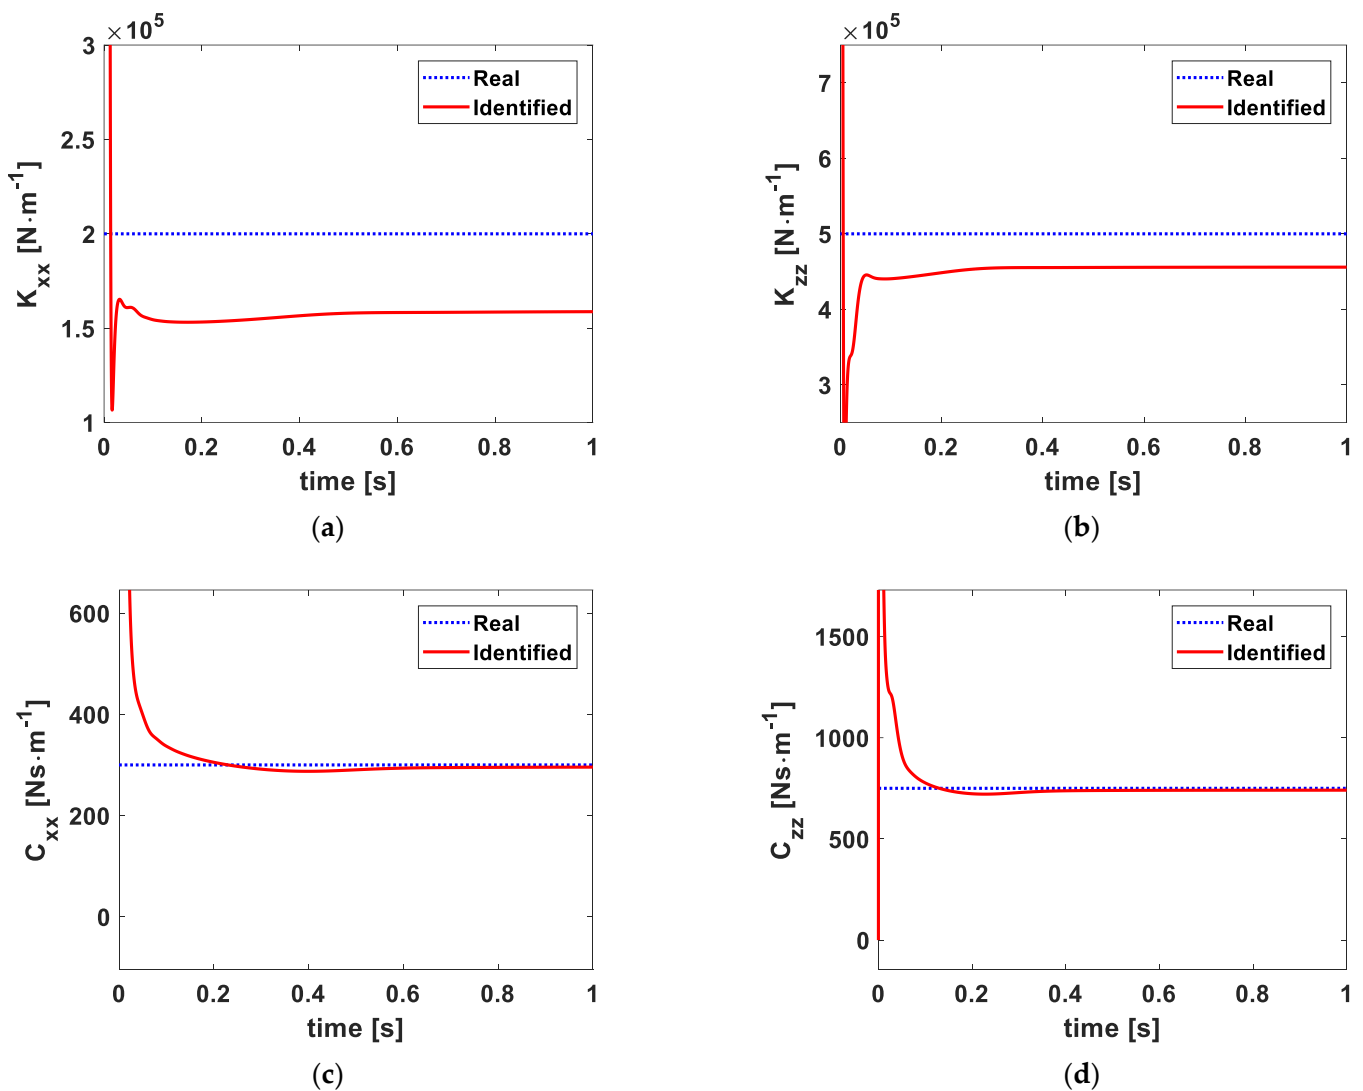 ×10^5
3
2.5
2
1.5
1
K_xx [N·m^-1]
Real
Identified
0 0.2 0.4 0.6 0.8 1
time [s]
(a)
×10^5
7
6
5
4
3
K_zz [N·m^-1]
Real
Identified
0 0.2 0.4 0.6 0.8 1
time [s]
(b)
600
400
200
0
C_xx [Ns·m^-1]
Real
Identified
0 0.2 0.4 0.6 0.8 1
time [s]
(c)
1500
1000
500
0
C_zz [Ns·m^-1]
Real
Identified
0 0.2 0.4 0.6 0.8 1
time [s]
(d)